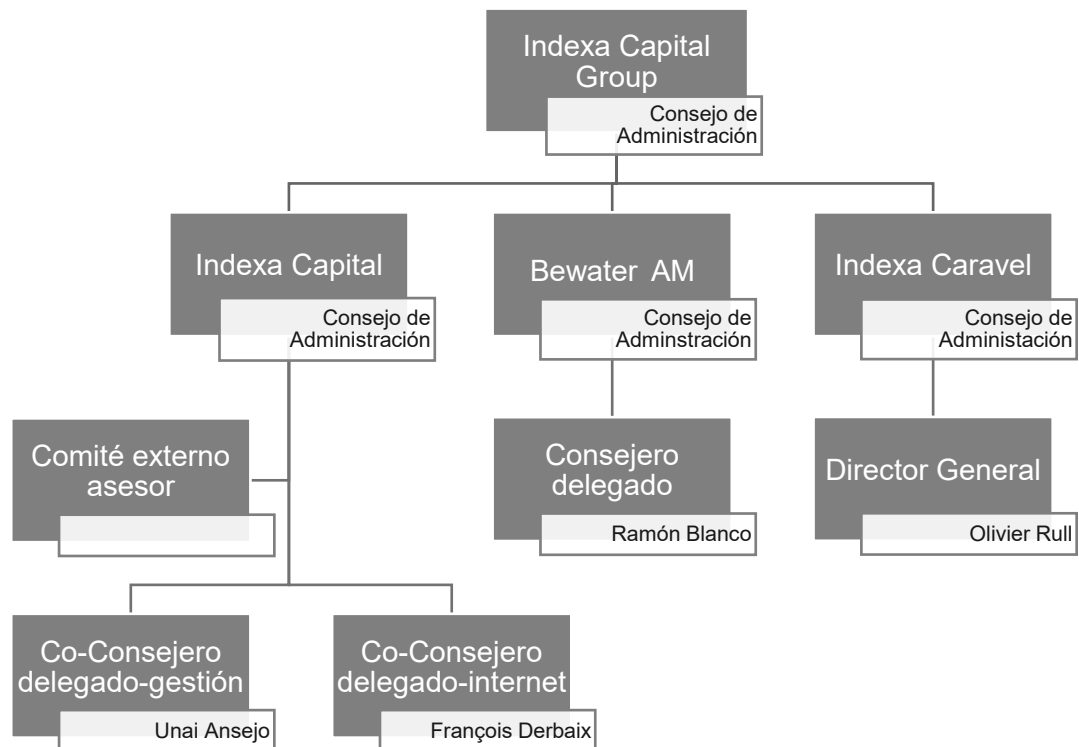 Indexa Capital
Group
Consejo de
Administración
Indexa Capital
Consejo de
Administración
Bewater AM
Consejo de
Adminstración
Indexa Caravel
Consejo de
Administación
Comité externo
asesor
Consejero
delegado
Ramón Blanco
Director General
Olivier Rull
Co-Consejero
delegado-gestión
Unai Ansejo
Co-Consejero
delegado-internet
François Derbaix